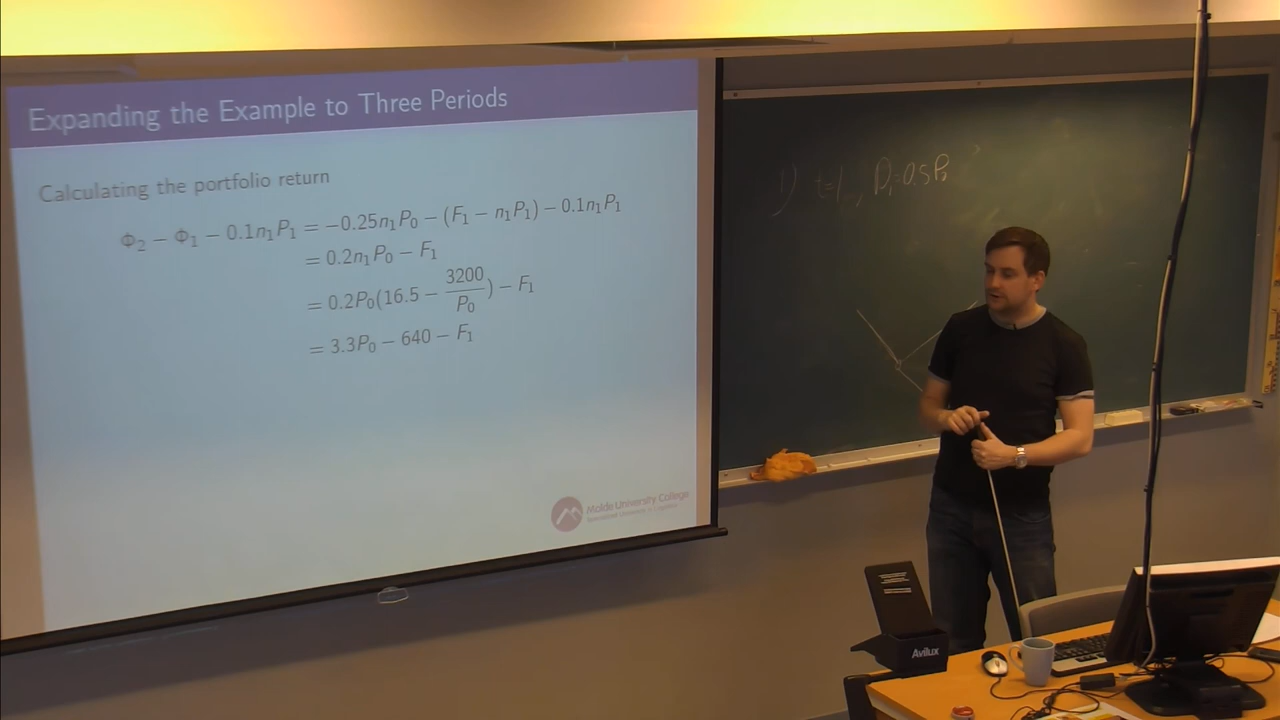 Expanding the Example to Three Periods
Calculating the portfolio return
Φ₂ − Φ₁ − 0.1n₁P₁ = −0.25n₁P₀ − (F₁ − n₁P₁) − 0.1n₁P₁
= 0.2n₁P₀ − F₁
= 0.2P₀(16.5 − 3200/P₀) − F₁
= 3.3P₀ − 640 − F₁
Molde University College
1) t=1, P₁=0.5P₀
Avilux